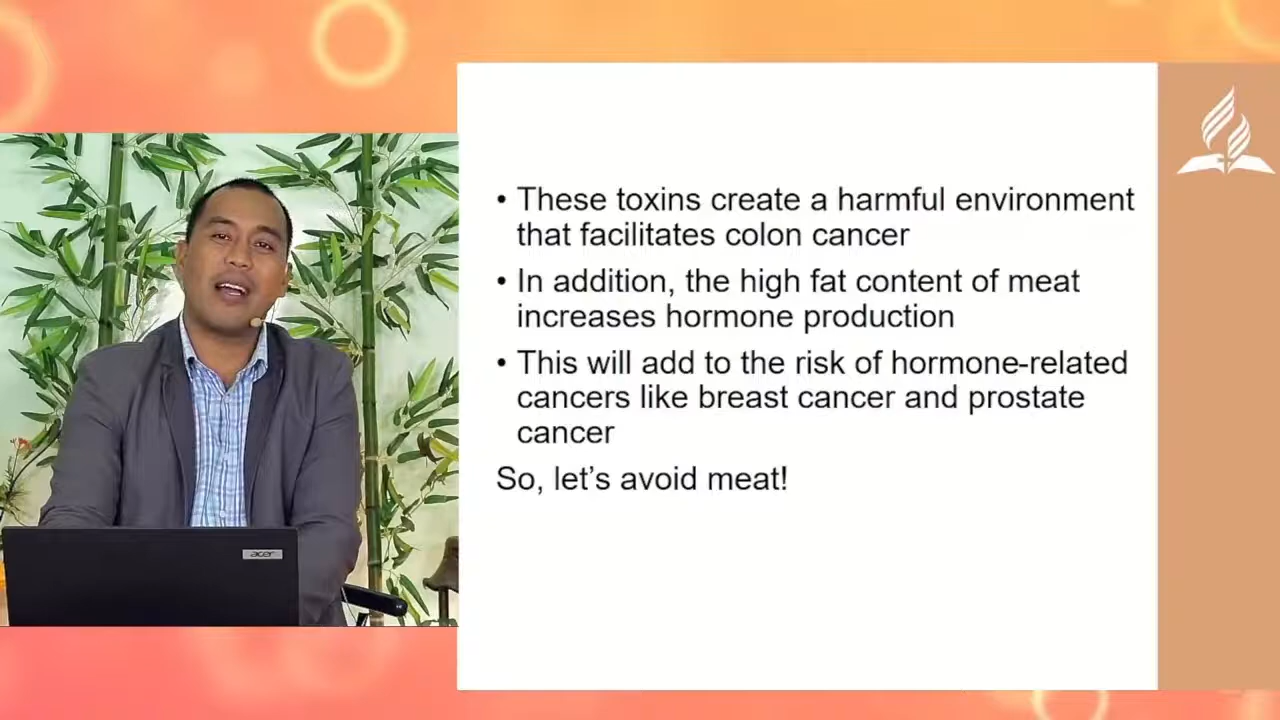 • These toxins create a harmful environment
that facilitates colon cancer
• In addition, the high fat content of meat
increases hormone production
• This will add to the risk of hormone-related
cancers like breast cancer and prostate
cancer
So, let’s avoid meat!
acer